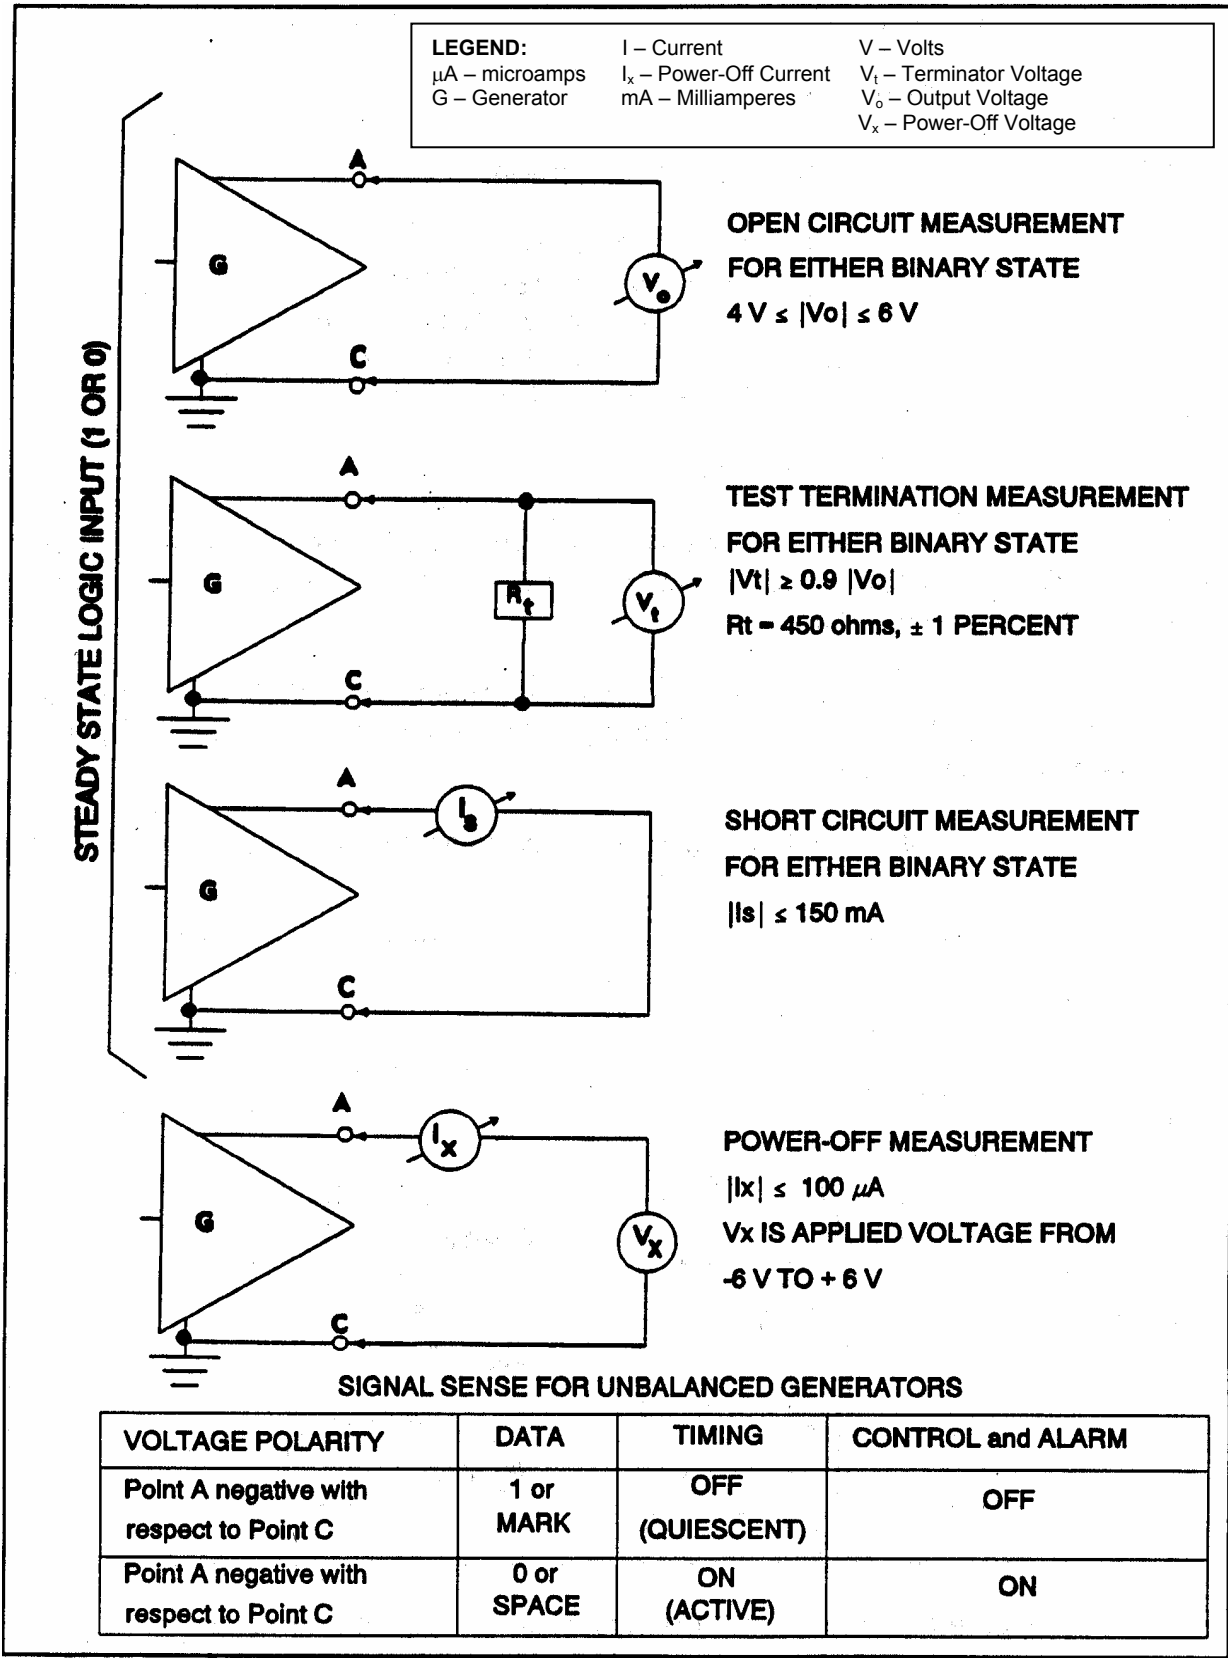 LEGEND:
μA – microamps
G – Generator
I – Current
Iₓ – Power-Off Current
mA – Milliamperes
V – Volts
Vₜ – Terminator Voltage
Vₒ – Output Voltage
Vₓ – Power-Off Voltage
STEADY STATE LOGIC INPUT (1 OR 0)
A
G
Vₒ
C
OPEN CIRCUIT MEASUREMENT
FOR EITHER BINARY STATE
4 V ≤ |Vo| ≤ 6 V
A
G
Rₜ
Vₜ
C
TEST TERMINATION MEASUREMENT
FOR EITHER BINARY STATE
|Vt| ≥ 0.9 |Vo|
Rt = 450 ohms, ± 1 PERCENT
A
Iₛ
G
C
SHORT CIRCUIT MEASUREMENT
FOR EITHER BINARY STATE
|Is| ≤ 150 mA
A
Iₓ
G
Vₓ
C
POWER-OFF MEASUREMENT
|Ix| ≤ 100 μA
Vx IS APPLIED VOLTAGE FROM
-6 V TO + 6 V
SIGNAL SENSE FOR UNBALANCED GENERATORS
VOLTAGE POLARITY DATA TIMING CONTROL and ALARM
Point A negative with 1 or OFF OFF
respect to Point C MARK (QUIESCENT)
Point A negative with 0 or ON ON
respect to Point C SPACE (ACTIVE)